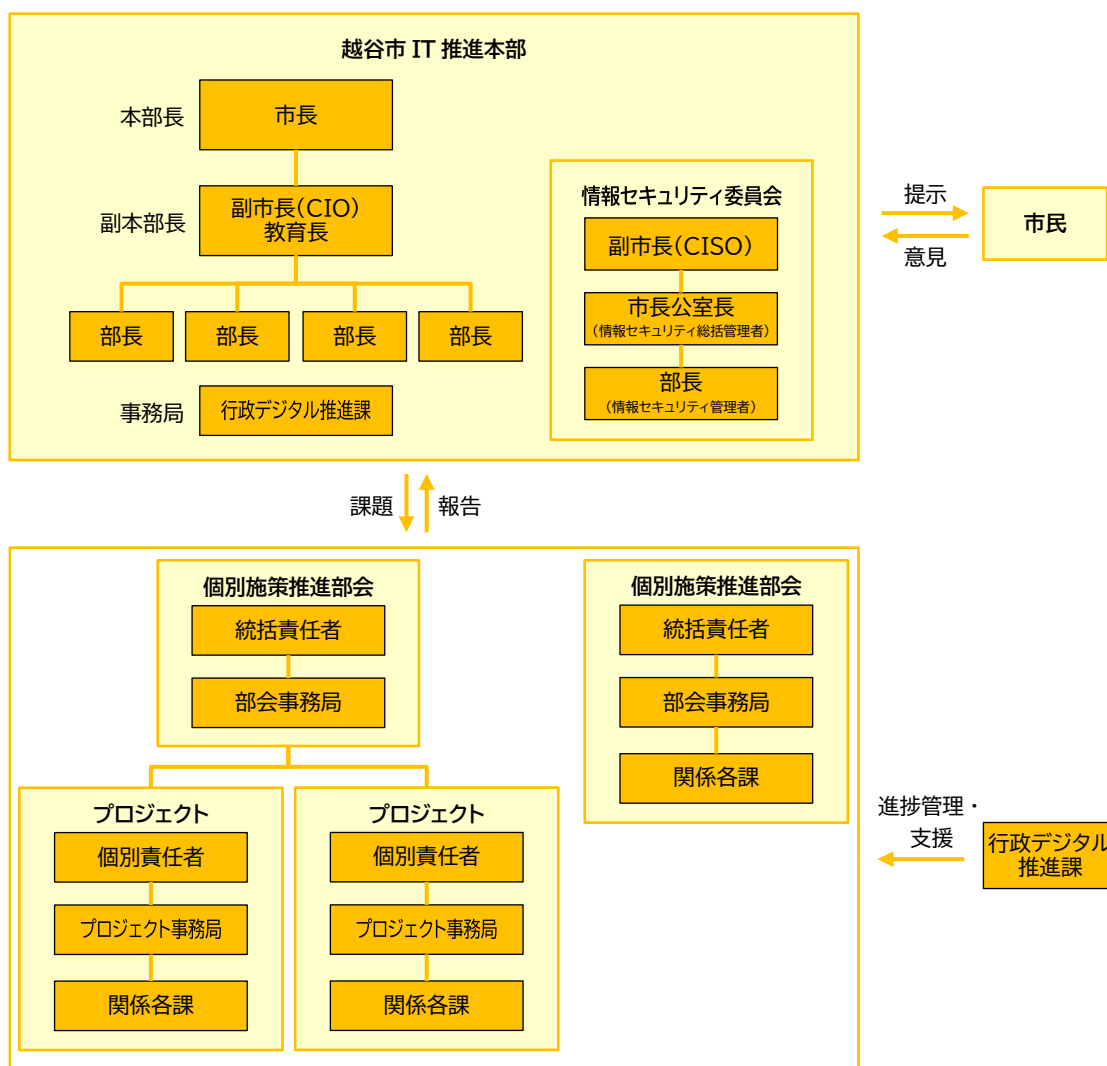 越谷市 IT 推進本部
本部長
市長
副本部長
副市長(CIO)
教育長
部長
部長
部長
部長
事務局
行政デジタル推進課
情報セキュリティ委員会
副市長(CISO)
市長公室長
（情報セキュリティ総括管理者）
部長
（情報セキュリティ管理者）
提示
意見
市民
課題
報告
個別施策推進部会
統括責任者
部会事務局
プロジェクト
個別責任者
プロジェクト事務局
関係各課
プロジェクト
個別責任者
プロジェクト事務局
関係各課
個別施策推進部会
統括責任者
部会事務局
関係各課
進捗管理・
支援
行政デジタル
推進課